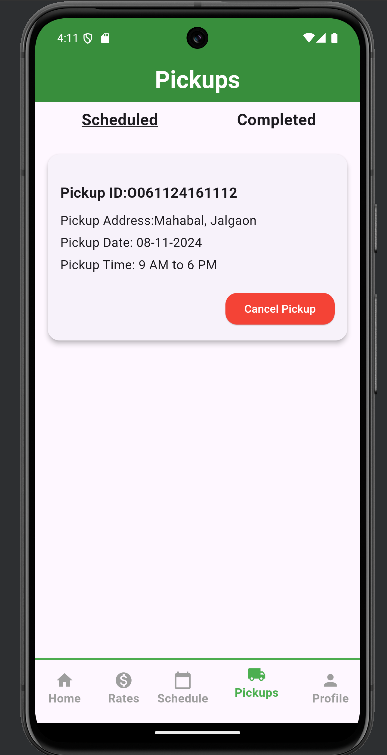 4:11
Pickups
Scheduled Completed
Pickup ID:O061124161112
Pickup Address:Mahabal, Jalgaon
Pickup Date: 08-11-2024
Pickup Time: 9 AM to 6 PM
Cancel Pickup
Home Rates Schedule Pickups Profile